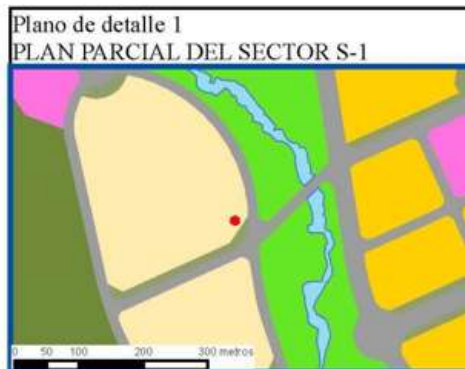 Plano de detalle 1
PLAN PARCIAL DEL SECTOR S-1
0 50 100 200 300 metros